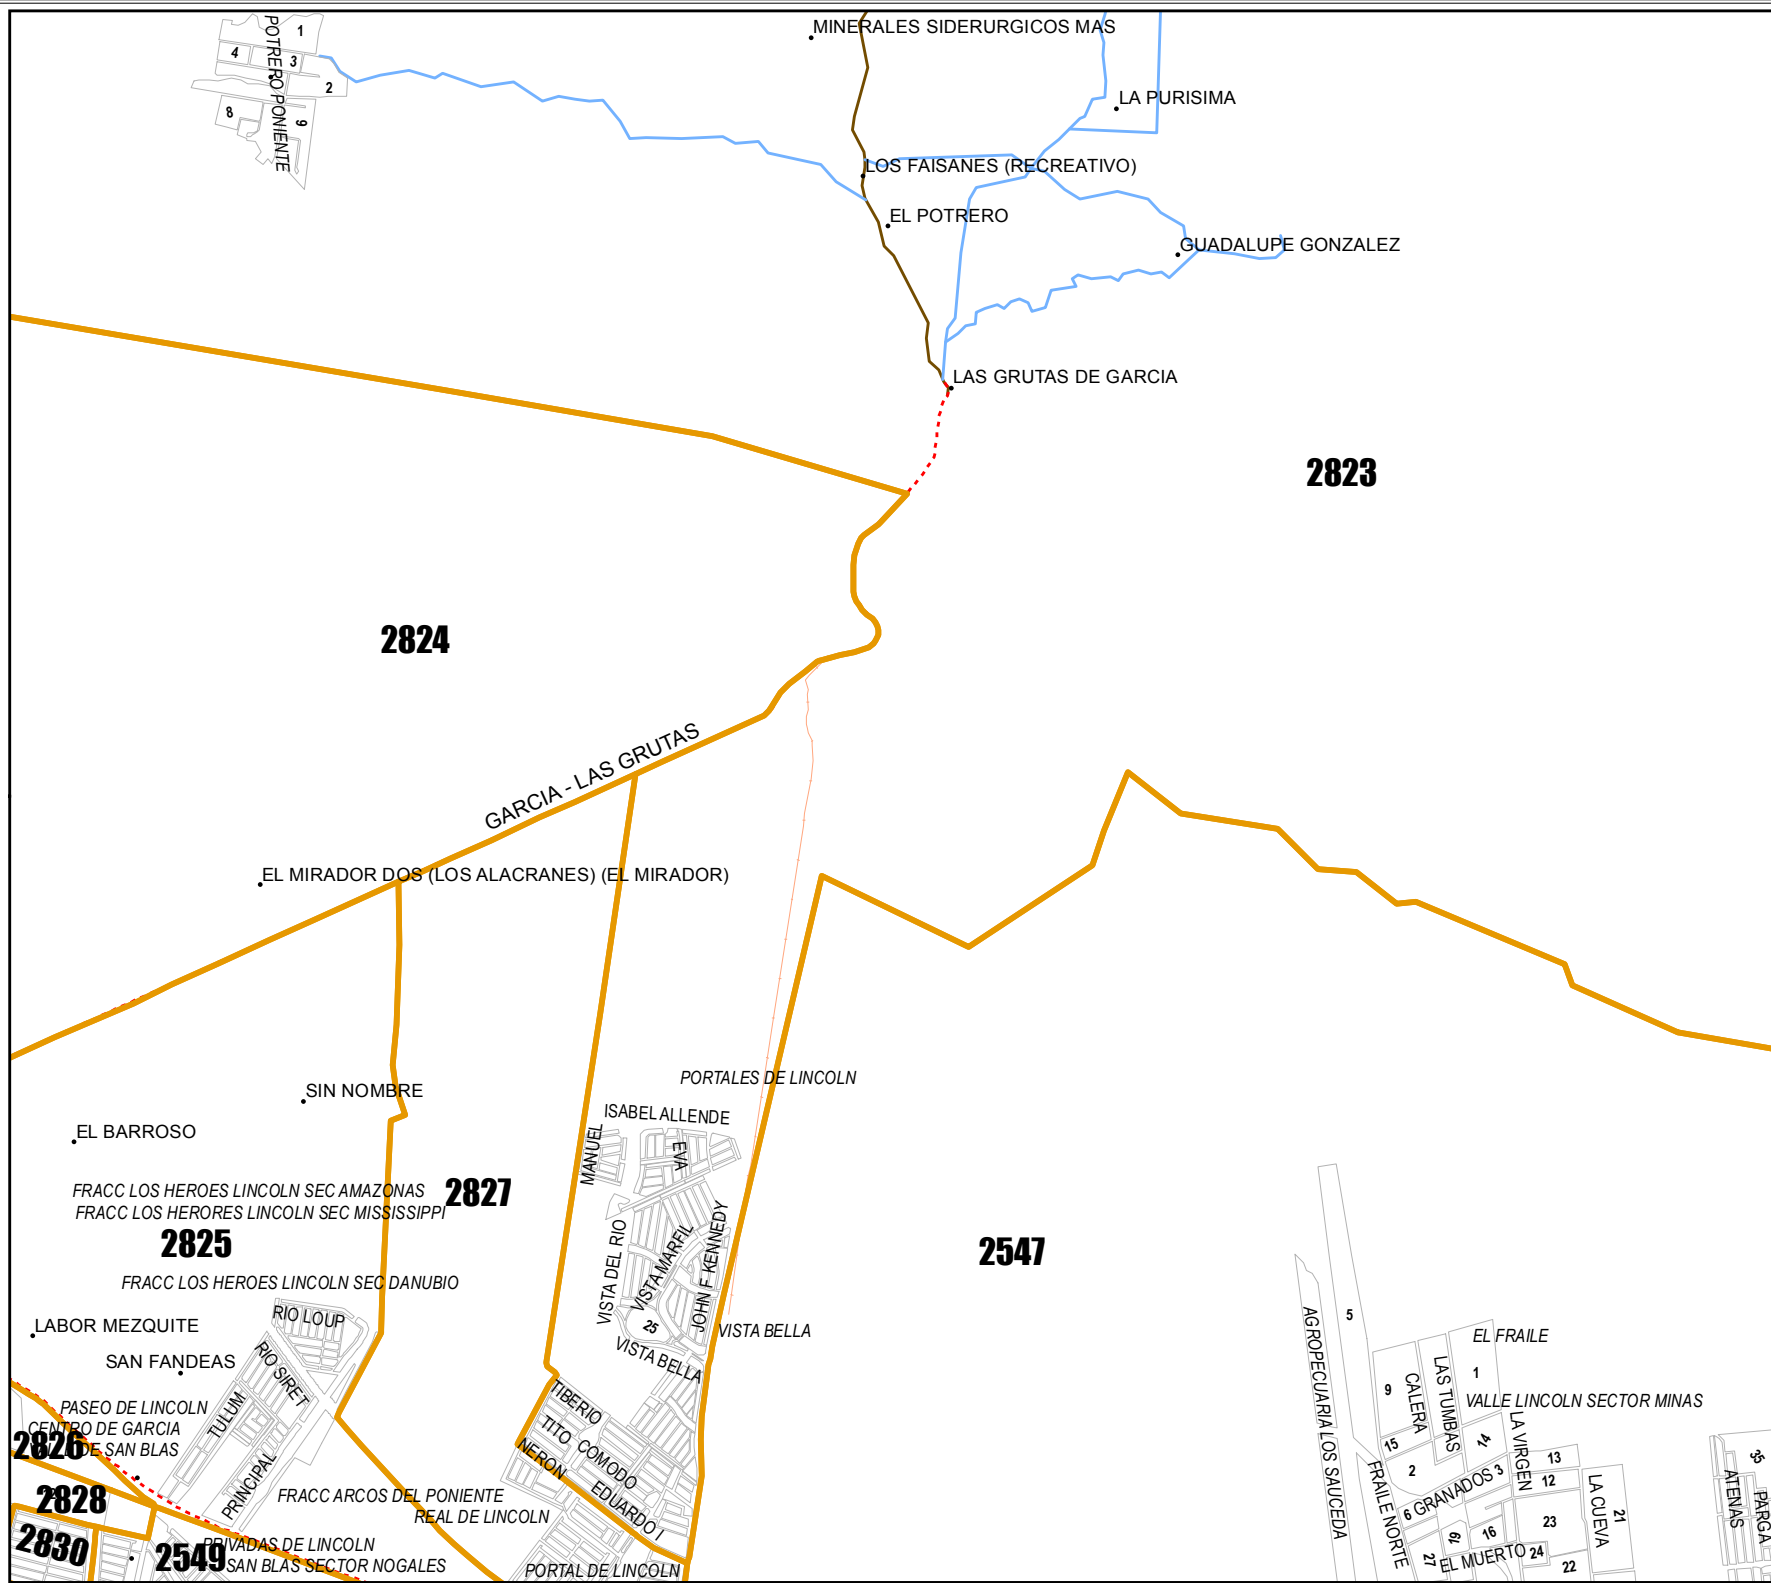 MINERALES SIDERURGICOS MAS
POTRERO PONIENTE
1
4
3
2
8
9
LA PURISIMA
LOS FAISANES (RECREATIVO)
EL POTRERO
GUADALUPE GONZALEZ
LAS GRUTAS DE GARCIA
2823
2824
GARCIA - LAS GRUTAS
EL MIRADOR DOS (LOS ALACRANES) (EL MIRADOR)
SIN NOMBRE
EL BARROSO
PORTALES DE LINCOLN
ISABEL ALLENDE
MANUEL
EVA
FRACC LOS HEROES LINCOLN SEC AMAZONAS
FRACC LOS HERORES LINCOLN SEC MISSISSIPPI
2827
2825
2547
VISTA DEL RIO
VISTA MARFIL
JOHN F KENNEDY
FRACC LOS HEROES LINCOLN SEC DANUBIO
RIO LOUP
LABOR MEZQUITE
SAN FANDEAS
RIO SIRET
25
VISTA BELLA
VISTA BELLA
AGROPECUARIA LOS SAUCEDA
5
EL FRAILE
1
9
CALERA
LAS TUMBAS
VALLE LINCOLN SECTOR MINAS
PASEO DE LINCOLN
CENTRO DE GARCIA
DE SAN BLAS
TULUM
PRINCIPAL
TIBERIO
TITO
COMODO
NERON
EDUARDO I
2826
2828
2830
2549
FRACC ARCOS DEL PONIENTE
REAL DE LINCOLN
PRIVADAS DE LINCOLN
SAN BLAS SECTOR NOGALES
PORTAL DE LINCOLN
15
2
14
LA VIRGEN
13
12
3
GRANADOS
6
FRAILE NORTE
16
23
LA CUEVA
21
27
EL MUERTO
24
22
35
ATENAS
PARGA